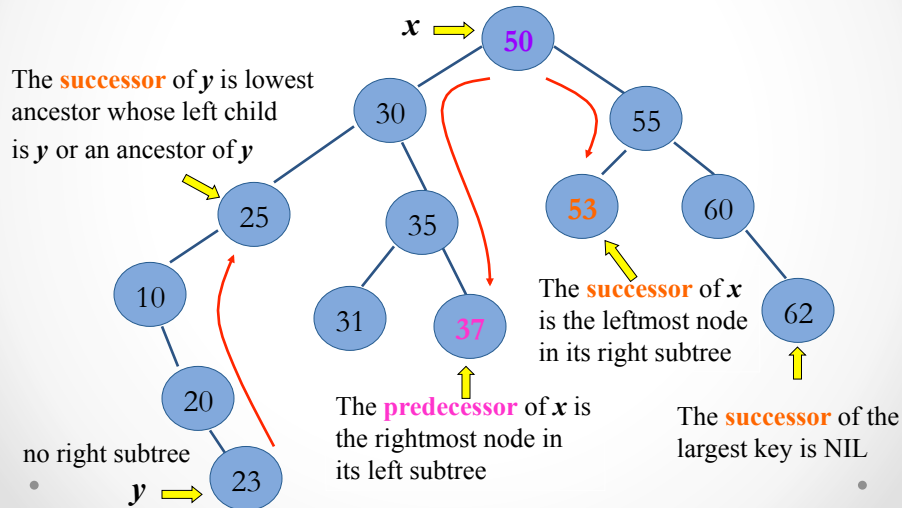 x
50
The successor of y is lowest
ancestor whose left child
is y or an ancestor of y
30
55
25
35
53
60
10
31
37
The successor of x
is the leftmost node
in its right subtree
62
20
The predecessor of x is
the rightmost node in
its left subtree
The successor of the
largest key is NIL
no right subtree
y
23